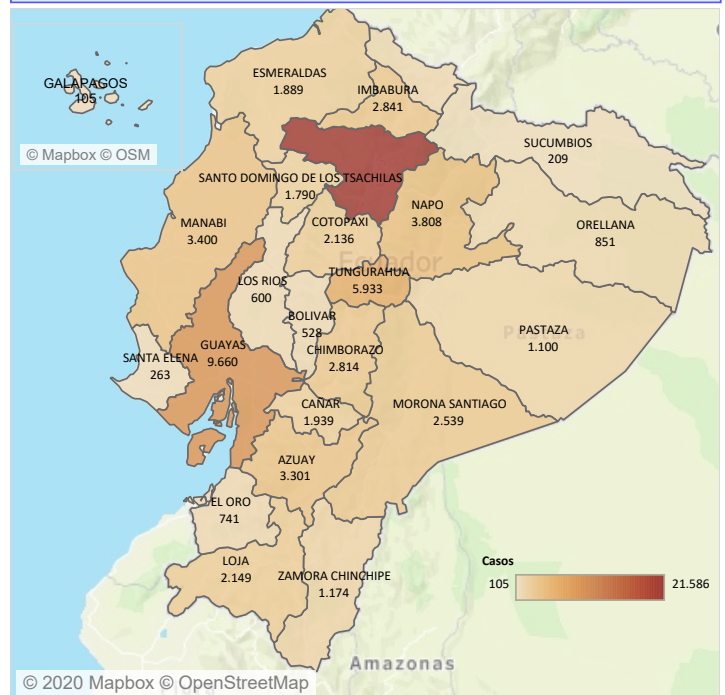 GALAPAGOS
105
© Mapbox © OSM
ESMERALDAS
1.889
IMBABURA
2.841
SUCUMBIOS
209
SANTO DOMINGO DE LOS TSACHILAS
1.790
NAPO
3.808
MANABI
3.400
COTOPAXI
2.136
ORELLANA
851
Ecuador
TUNGURAHUA
5.933
LOS RIOS
600
BOLIVAR
528
PASTAZA
1.100
Pastaza
GUAYAS
9.660
SANTA ELENA
263
CHIMBORAZO
2.814
CAÑAR
1.939
MORONA SANTIAGO
2.539
AZUAY
3.301
EL ORO
741
LOJA
2.149
ZAMORA CHINCHIPE
1.174
Casos
105 21.586
Amazonas
© 2020 Mapbox © OpenStreetMap